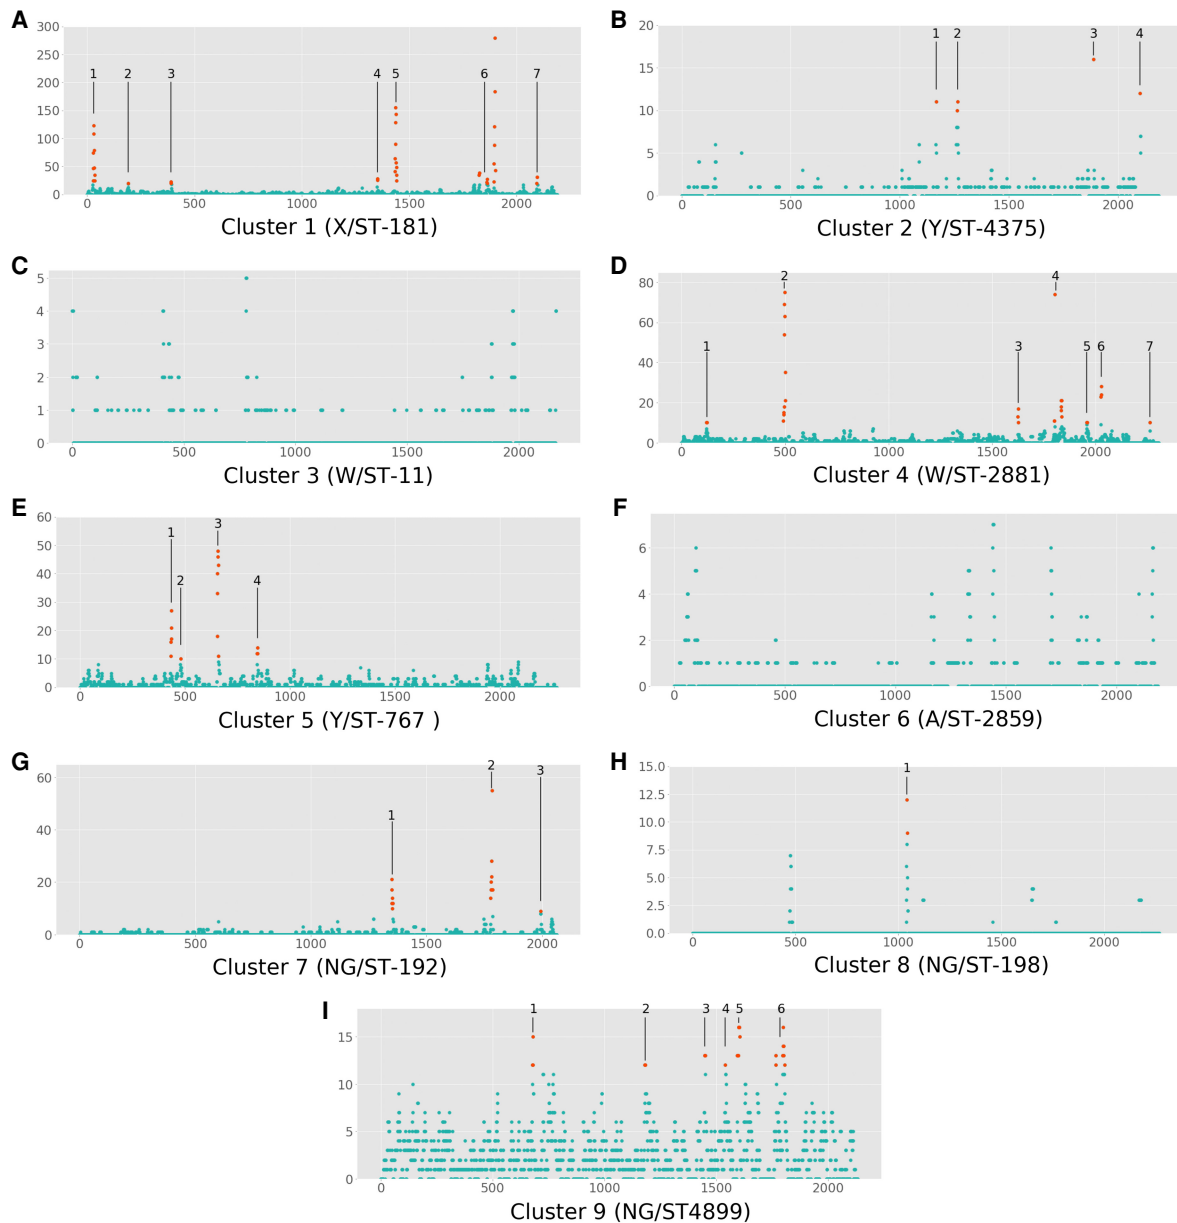 A
300
250
200
150
100
50
0
1 2 3 4 5 6 7
0 500 1000 1500 2000
Cluster 1 (X/ST-181)
B
20
15
10
5
0
1 2 3 4
0 500 1000 1500 2000
Cluster 2 (Y/ST-4375)
C
5
4
3
2
1
0
0 500 1000 1500 2000
Cluster 3 (W/ST-11)
D
80
60
40
20
0
2 4
1 3 5 6 7
0 500 1000 1500 2000
Cluster 4 (W/ST-2881)
E
60
50
40
30
20
10
0
3
1
2 4
0 500 1000 1500 2000
Cluster 5 (Y/ST-767 )
F
6
4
2
0
0 500 1000 1500 2000
Cluster 6 (A/ST-2859)
G
60
40
20
0
2
3
1
0 500 1000 1500 2000
Cluster 7 (NG/ST-192)
H
15.0
12.5
10.0
7.5
5.0
2.5
0.0
1
0 500 1000 1500 2000
Cluster 8 (NG/ST-198)
I
15
10
5
0
1 2 3 4 5 6
0 500 1000 1500 2000
Cluster 9 (NG/ST4899)